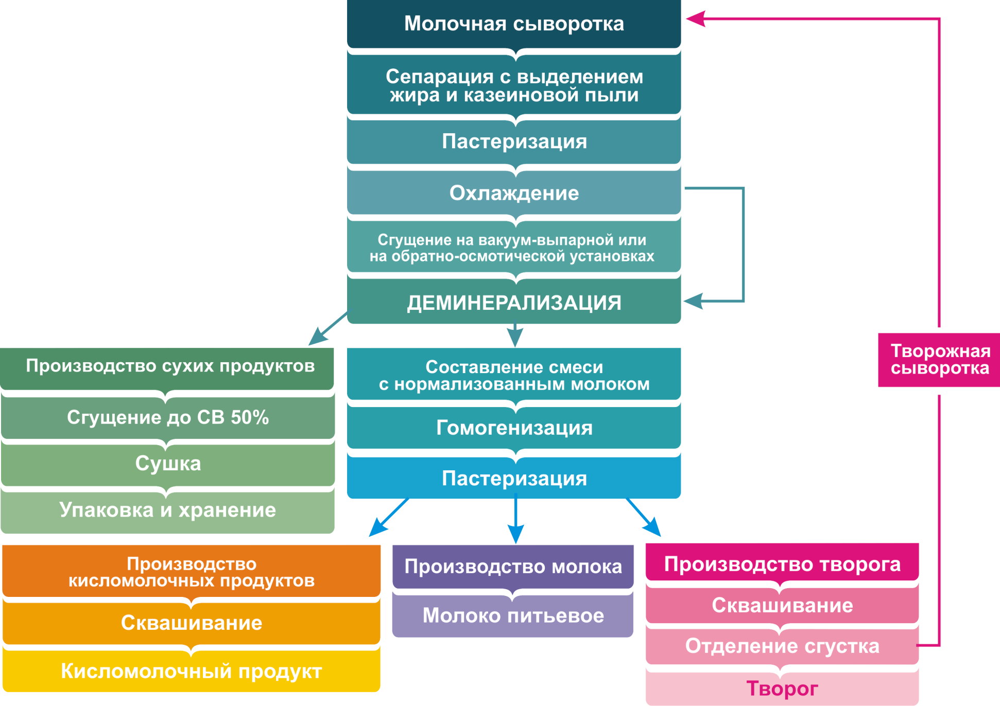 Молочная сыворотка
Сепарация с выделением
жира и казеиновой пыли
Пастеризация
Охлаждение
Сгущение на вакуум-выпарной или
на обратно-осмотической установках
ДЕМИНЕРАЛИЗАЦИЯ
Производство сухих продуктов
Сгущение до СВ 50%
Сушка
Упаковка и хранение
Составление смеси
с нормализованным молоком
Гомогенизация
Пастеризация
Творожная
сыворотка
Производство
кисломолочных продуктов
Сквашивание
Кисломолочный продукт
Производство молока
Молоко питьевое
Производство творога
Сквашивание
Отделение сгустка
Творог